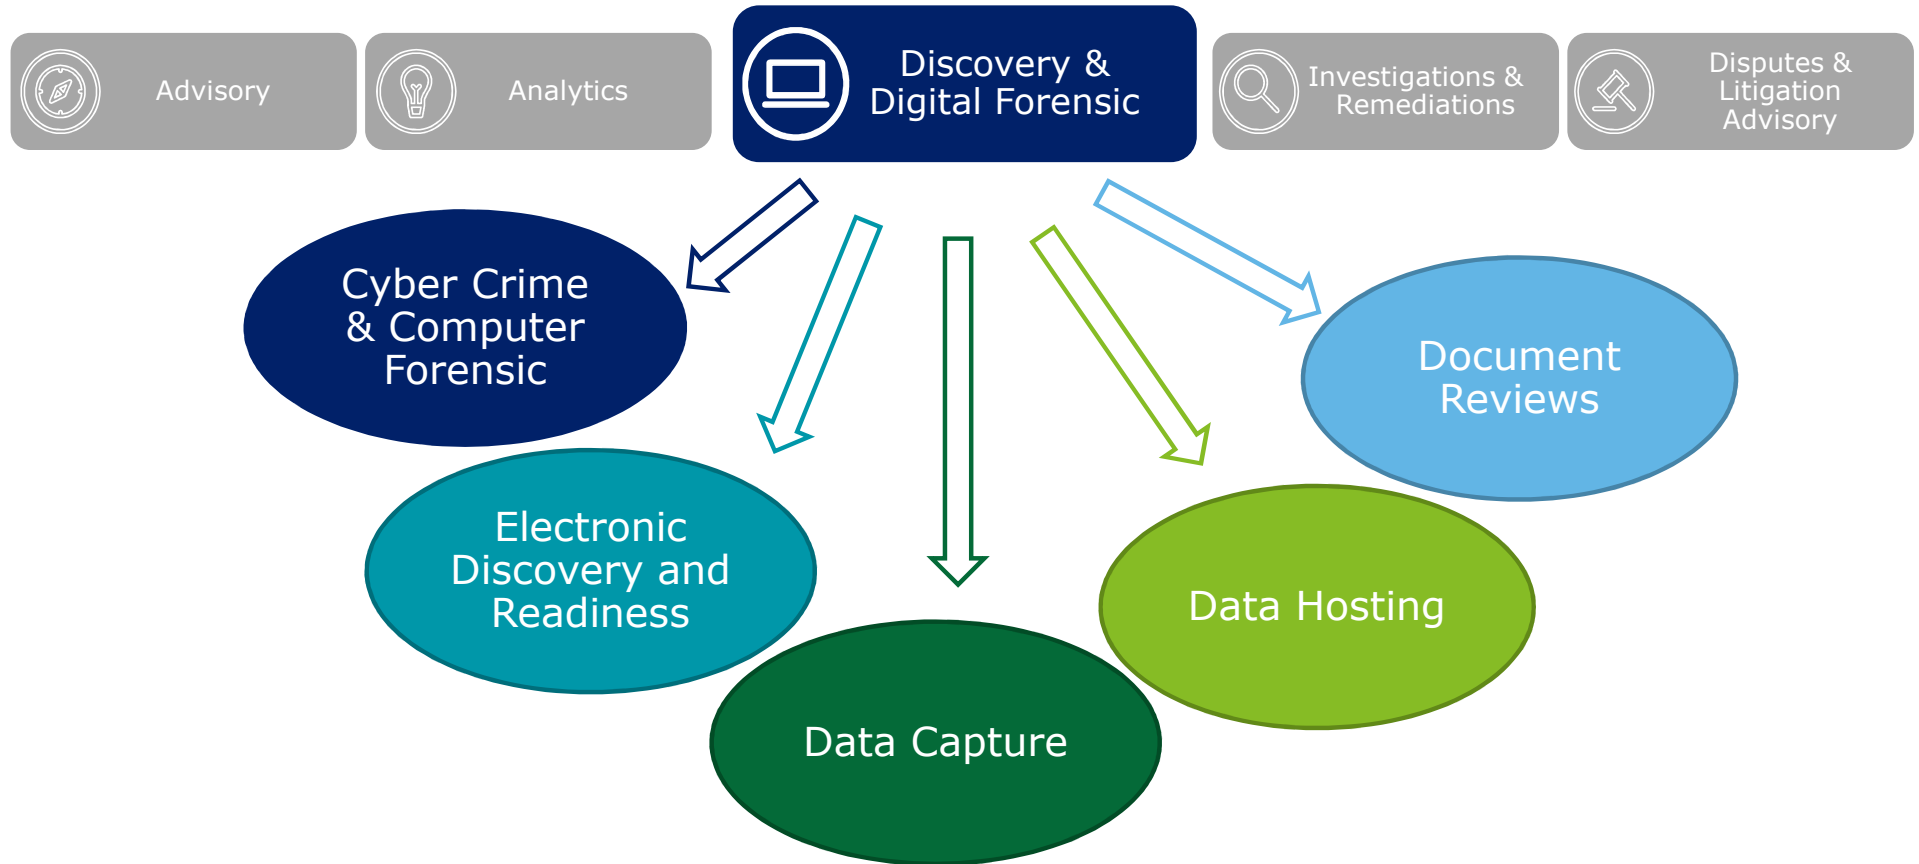 Advisory
Analytics
Discovery &
Digital Forensic
Investigations &
Remediations
Disputes &
Litigation
Advisory
Cyber Crime
& Computer
Forensic
Electronic
Discovery and
Readiness
Data Capture
Data Hosting
Document
Reviews